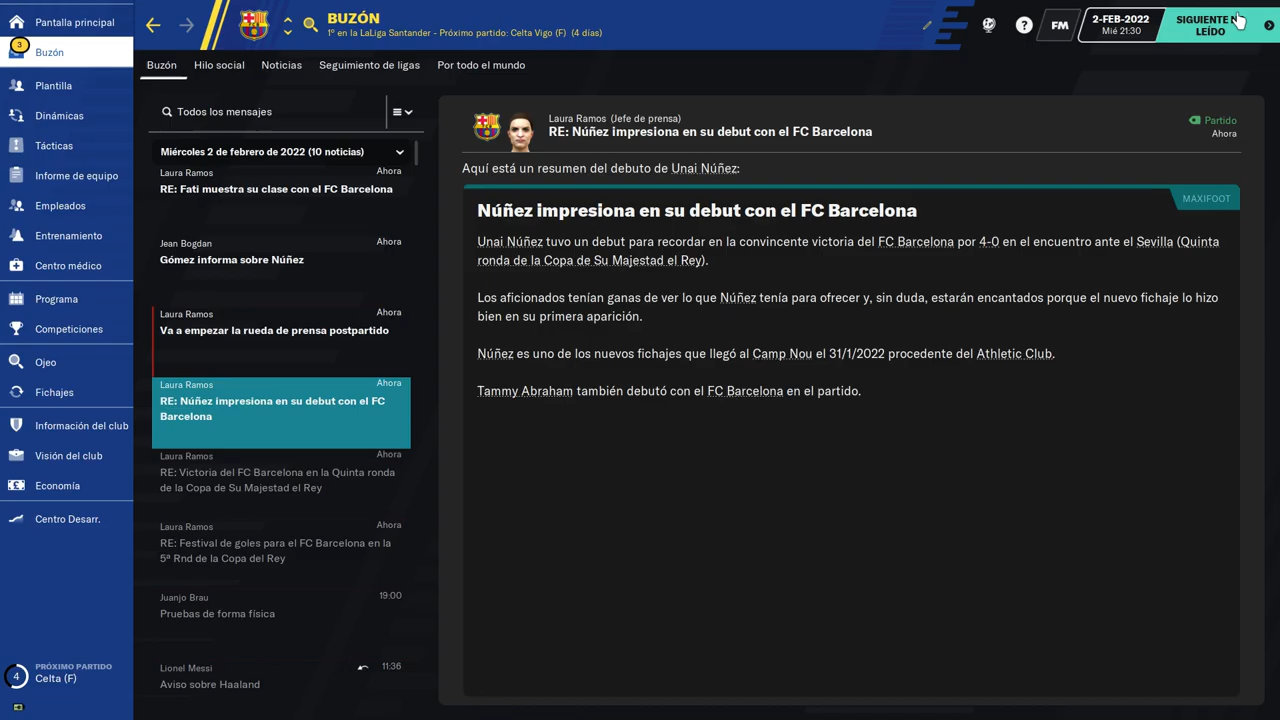 Pantalla principal
3
Buzón
Plantilla
Dinámicas
Tácticas
Informe de equipo
Empleados
Entrenamiento
Centro médico
Programa
Competiciones
Ojeo
Fichajes
Información del club
Visión del club
Economía
Centro Desarr.
4
PRÓXIMO PARTIDO
Celta (F)
BUZÓN
1º en la LaLiga Santander - Próximo partido: Celta Vigo (F) (4 días)
?
FM
2-FEB-2022
Mié 21:30
SIGUIENTE
LEÍDO
Buzón
Hilo social
Noticias
Seguimiento de ligas
Por todo el mundo
Todos los mensajes
Miércoles 2 de febrero de 2022 (10 noticias)
Laura Ramos Ahora
RE: Fati muestra su clase con el FC Barcelona
Jean Bogdan Ahora
Gómez informa sobre Núñez
Laura Ramos Ahora
Va a empezar la rueda de prensa postpartido
Laura Ramos Ahora
RE: Núñez impresiona en su debut con el FC
Barcelona
Laura Ramos Ahora
RE: Victoria del FC Barcelona en la Quinta ronda
de la Copa de Su Majestad el Rey
Laura Ramos Ahora
RE: Festival de goles para el FC Barcelona en la
5ª Rnd de la Copa del Rey
Juanjo Brau 19:00
Pruebas de forma física
Lionel Messi 11:36
Aviso sobre Haaland
Laura Ramos (Jefe de prensa)
RE: Núñez impresiona en su debut con el FC Barcelona
Partido
Ahora
Aquí está un resumen del debuto de Unai Núñez:
MAXIFOOT
Núñez impresiona en su debut con el FC Barcelona
Unai Núñez tuvo un debut para recordar en la convincente victoria del FC Barcelona por 4-0 en el encuentro ante el Sevilla (Quinta
ronda de la Copa de Su Majestad el Rey).
Los aficionados tenían ganas de ver lo que Núñez tenía para ofrecer y, sin duda, estarán encantados porque el nuevo fichaje lo hizo
bien en su primera aparición.
Núñez es uno de los nuevos fichajes que llegó al Camp Nou el 31/1/2022 procedente del Athletic Club.
Tammy Abraham también debutó con el FC Barcelona en el partido.